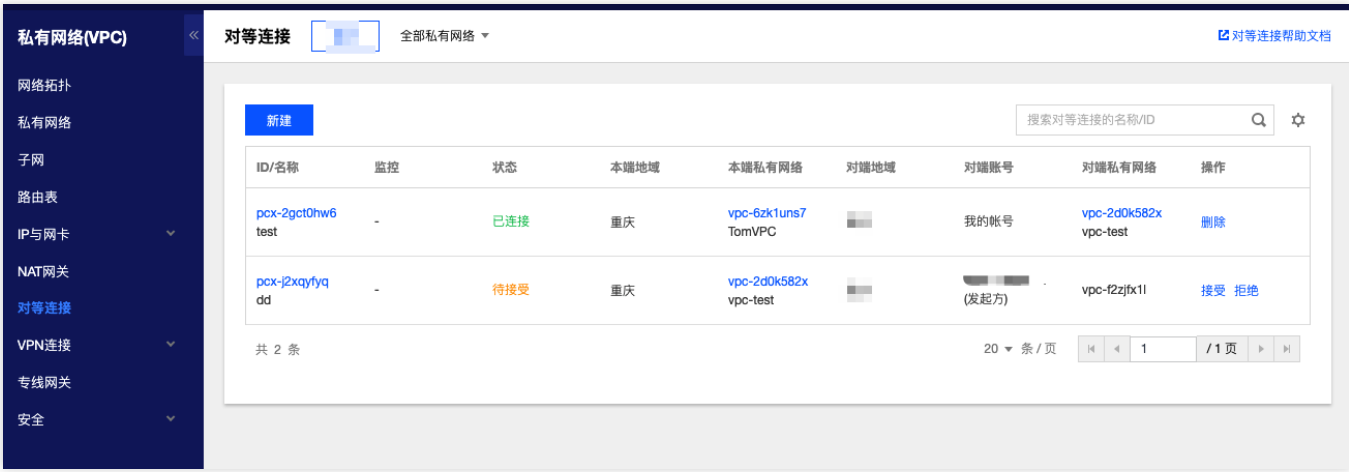 私有网络(VPC)
网络拓扑
私有网络
子网
路由表
IP与网卡
NAT网关
对等连接
VPN连接
专线网关
安全
对等连接 全部私有网络 对等连接帮助文档
新建 搜索对等连接的名称/ID
ID/名称 监控 状态 本端地域 本端私有网络 对端地域 对端账号 对端私有网络 操作
pcx-2gct0hw6 vpc-6zk1uns7 vpc-2d0k582x
- 已连接 重庆 我的帐号 删除
test TomVPC vpc-test
pcx-j2xqyfyq vpc-2d0k582x
- 待接受 重庆 vpc-f2zjfx1l 接受 拒绝
dd vpc-test (发起方)
共 2 条 20 条 / 页 1 / 1 页